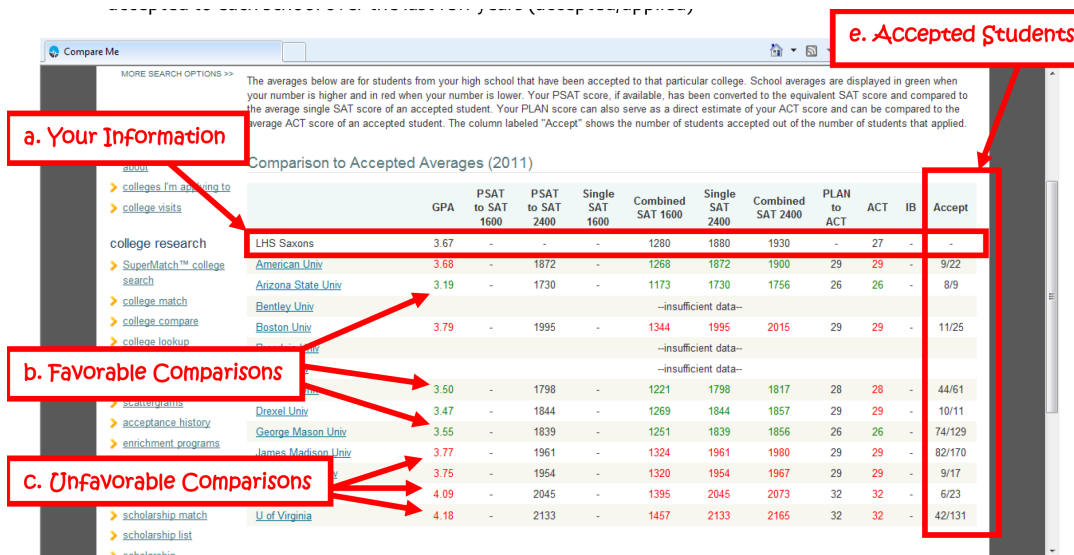 accepted to each school over the last few years (accepted/applied)
e. Accepted Students
Compare Me
MORE SEARCH OPTIONS >>
The averages below are for students from your high school that have been accepted to that particular college. School averages are displayed in green when
your number is higher and in red when your number is lower. Your PSAT score, if available, has been converted to the equivalent SAT score and compared to
the average single SAT score of an accepted student. Your PLAN score can also serve as a direct estimate of your ACT score and can be compared to the
average ACT score of an accepted student. The column labeled "Accept" shows the number of students accepted out of the number of students that applied.
a. Your Information
Comparison to Accepted Averages (2011)
about
colleges I'm applying to
college visits
GPA PSAT to SAT 1600 PSAT to SAT 2400 Single SAT 1600 Combined SAT 1600 Single SAT 2400 Combined SAT 2400 PLAN to ACT ACT IB Accept
college research
LHS Saxons 3.67 - - - 1280 1880 1930 - 27 - -
SuperMatch™ college
search
American Univ 3.68 - 1872 - 1268 1872 1900 29 29 - 9/22
Arizona State Univ 3.19 - 1730 - 1173 1730 1756 26 26 - 8/9
college match
Bentley Univ --insufficient data--
college compare
Boston Univ 3.79 - 1995 - 1344 1995 2015 29 29 - 11/25
college lookup
--insufficient data--
b. Favorable Comparisons
--insufficient data--
3.50 - 1798 - 1221 1798 1817 28 28 - 44/61
scattergrams
Drexel Univ 3.47 - 1844 - 1269 1844 1857 29 29 - 10/11
acceptance history
George Mason Univ 3.55 - 1839 - 1251 1839 1856 26 26 - 74/129
enrichment programs
James Madison Univ 3.77 - 1961 - 1324 1961 1980 29 29 - 82/170
c. Unfavorable Comparisons
3.75 - 1954 - 1320 1954 1967 29 29 - 9/17
4.09 - 2045 - 1395 2045 2073 32 32 - 6/23
scholarship match
U of Virginia 4.18 - 2133 - 1457 2133 2165 32 32 - 42/131
scholarship list
scholarship